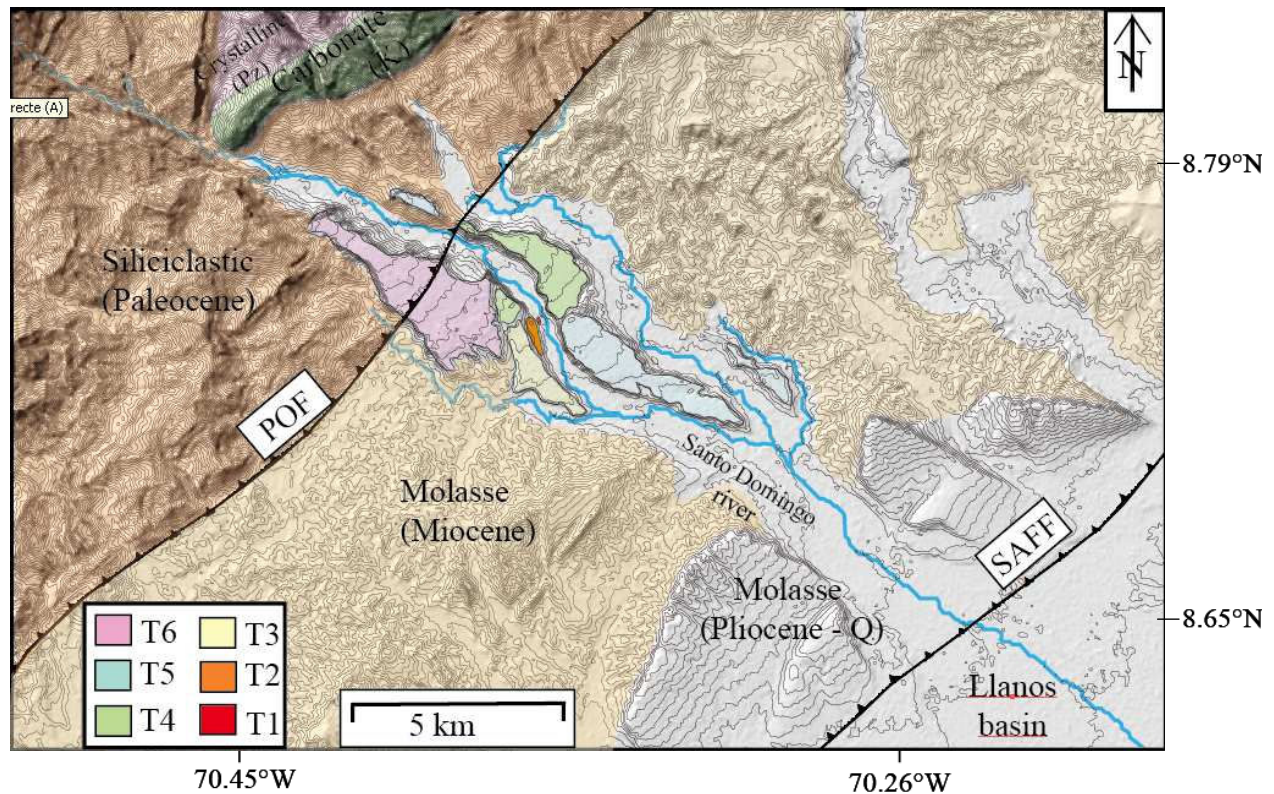 Crystalline
(Pz)
Carbonate
(K)
N
recte (A)
8.79°N
Siliciclastic
(Paleocene)
POF
Molasse
(Miocene)
Santo Domingo
river
SAFF
Molasse
(Pliocene - Q)
8.65°N
Llanos
basin
T6
T3
T5
T2
T4
T1
5 km
70.45°W
70.26°W